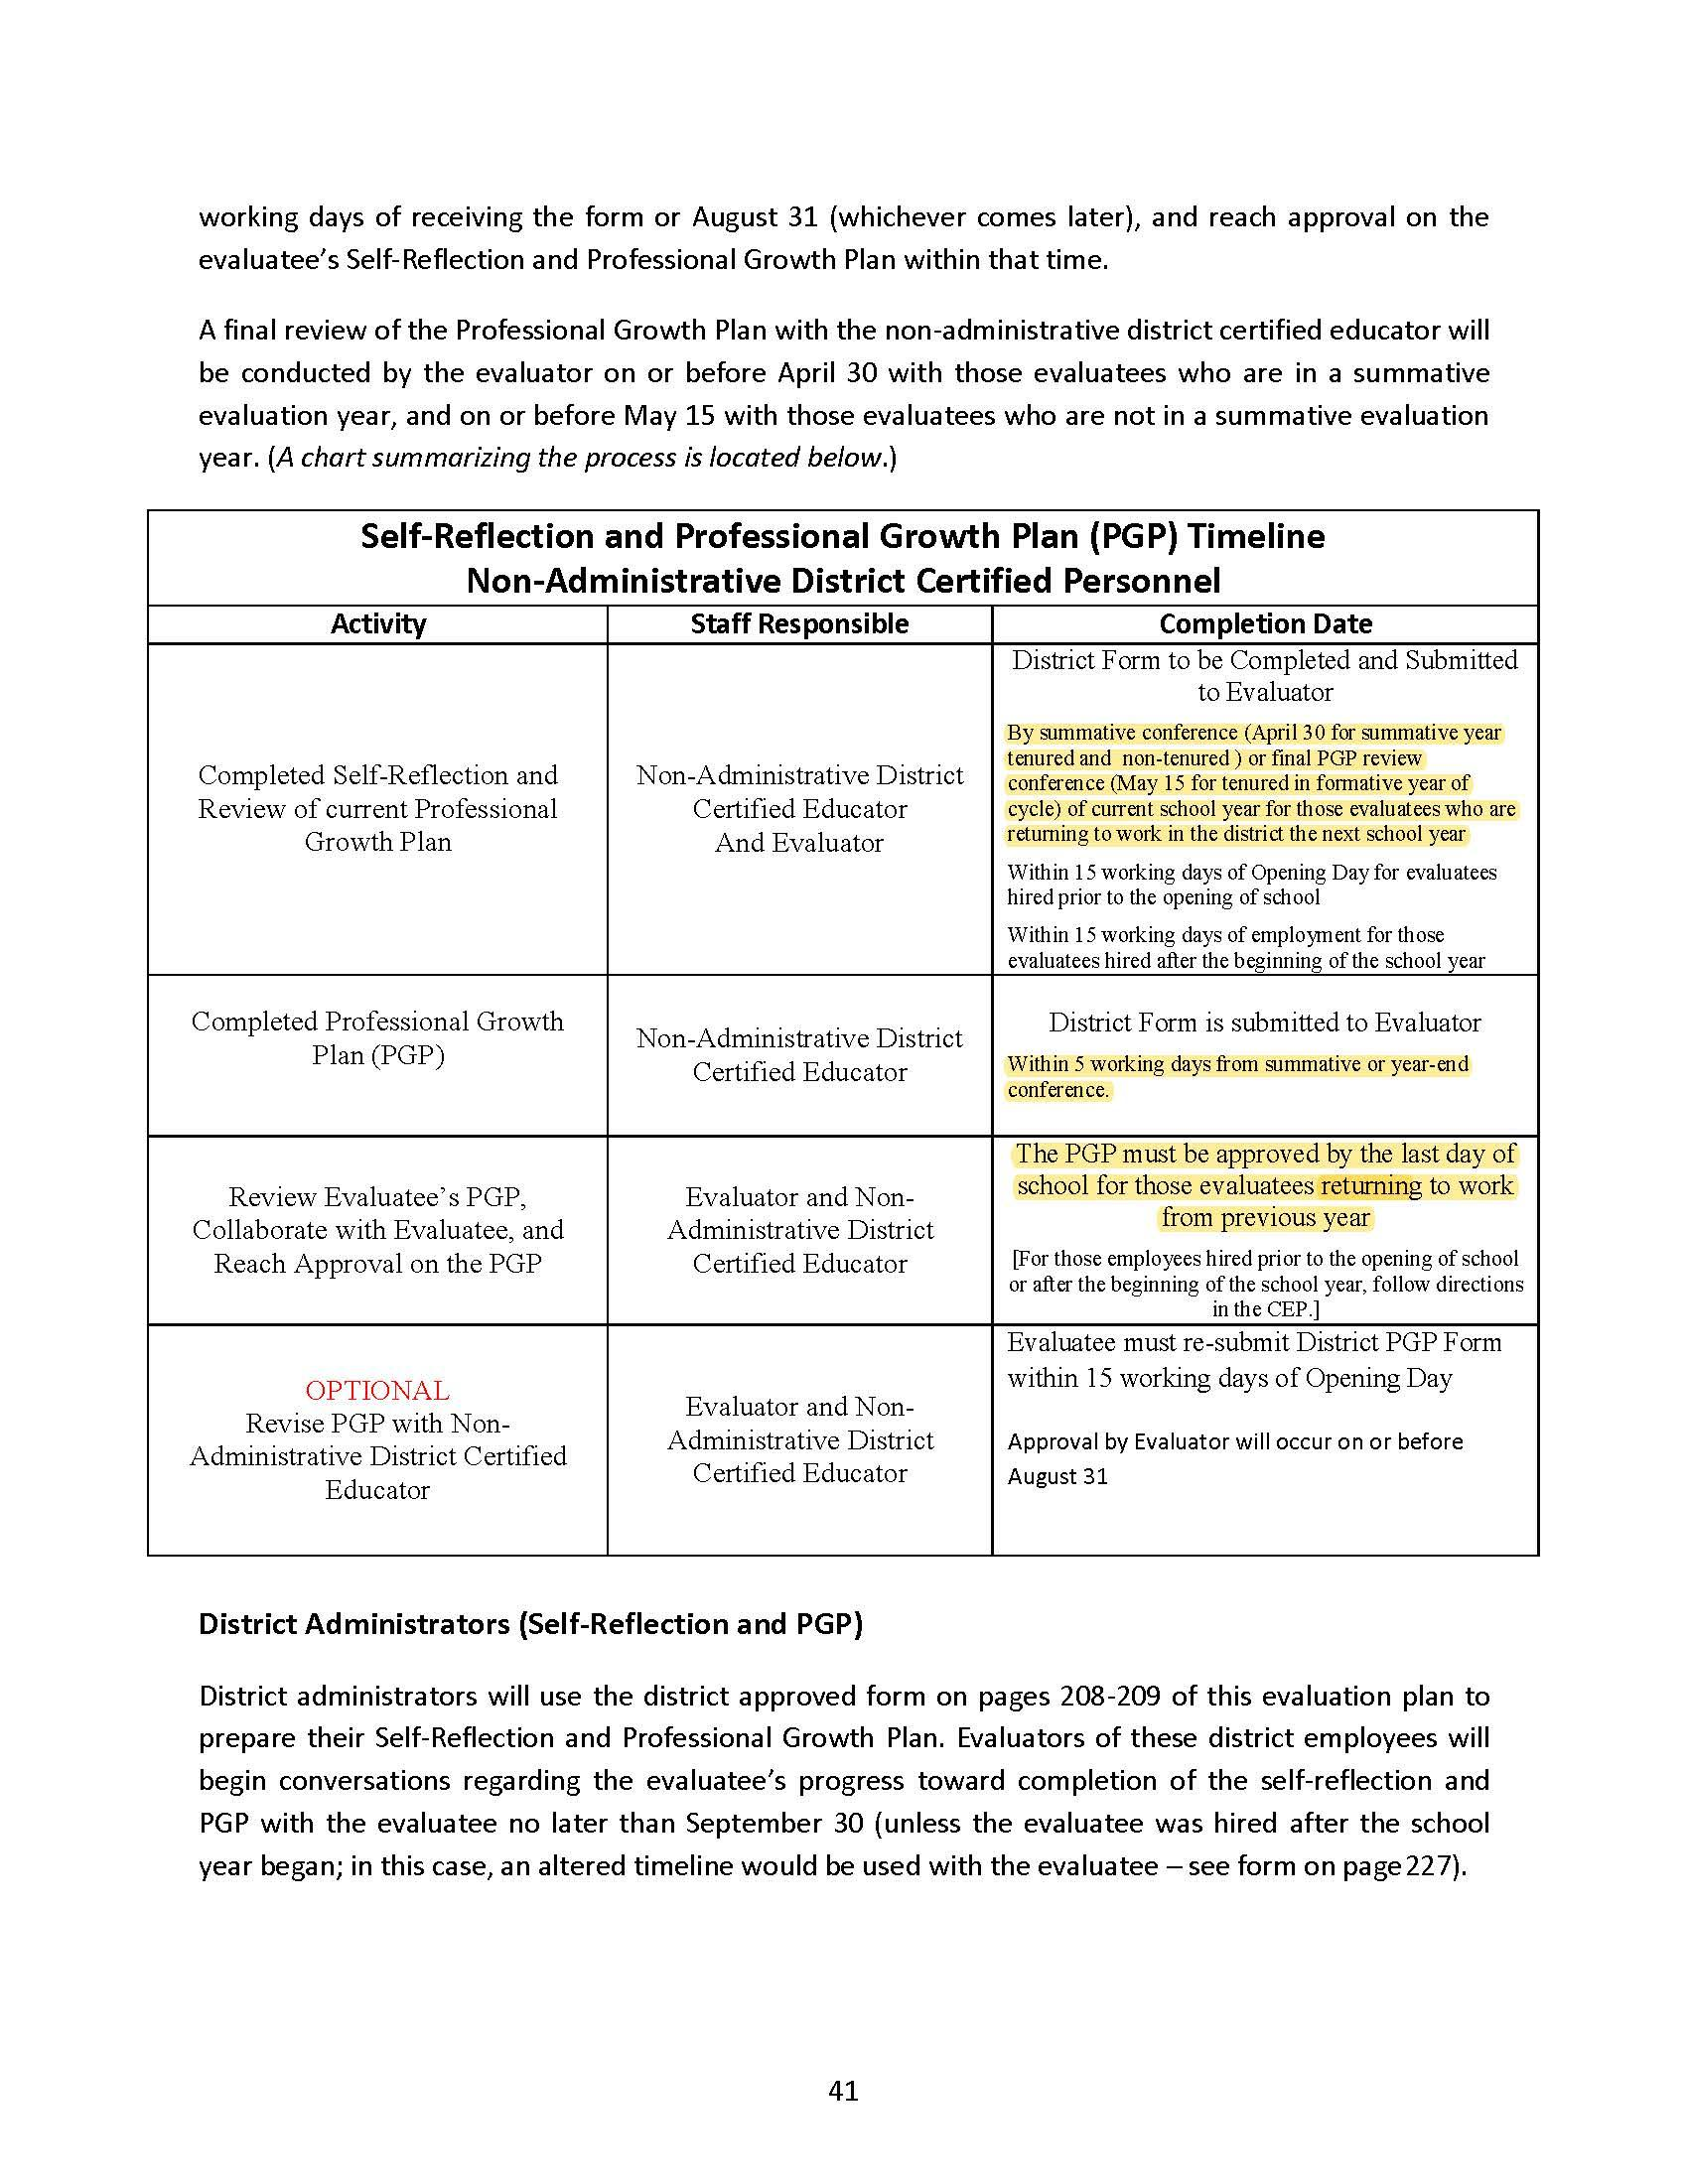 working days of receiving the form or August 31 (whichever comes later), and reach approval on the
evaluatee’s Self-Reflection and Professional Growth Plan within that time.
A final review of the Professional Growth Plan with the non-administrative district certified educator will
be conducted by the evaluator on or before April 30 with those evaluatees who are in a summative
evaluation year, and on or before May 15 with those evaluatees who are not in a summative evaluation
year. (A chart summarizing the process is located below.)
Self-Reflection and Professional Growth Plan (PGP) Timeline
Non-Administrative District Certified Personnel
Activity
Staff Responsible
Completion Date
Completed Self-Reflection and
Review of current Professional
Growth Plan
Non-Administrative District
Certified Educator
And Evaluator
District Form to be Completed and Submitted
to Evaluator
By summative conference (April 30 for summative year
tenured and non-tenured ) or final PGP review
conference (May 15 for tenured in formative year of
cycle) of current school year for those evaluatees who are
returning to work in the district the next school year
Within 15 working days of Opening Day for evaluatees
hired prior to the opening of school
Within 15 working days of employment for those
evaluatees hired after the beginning of the school year
Completed Professional Growth
Plan (PGP)
Non-Administrative District
Certified Educator
District Form is submitted to Evaluator
Within 5 working days from summative or year-end
conference.
Review Evaluatee’s PGP,
Collaborate with Evaluatee, and
Reach Approval on the PGP
Evaluator and Non-
Administrative District
Certified Educator
The PGP must be approved by the last day of
school for those evaluatees returning to work
from previous year
[For those employees hired prior to the opening of school
or after the beginning of the school year, follow directions
in the CEP.]
OPTIONAL
Revise PGP with Non-
Administrative District Certified
Educator
Evaluator and Non-
Administrative District
Certified Educator
Evaluatee must re-submit District PGP Form
within 15 working days of Opening Day
Approval by Evaluator will occur on or before
August 31
District Administrators (Self-Reflection and PGP)
District administrators will use the district approved form on pages 208-209 of this evaluation plan to
prepare their Self-Reflection and Professional Growth Plan. Evaluators of these district employees will
begin conversations regarding the evaluatee’s progress toward completion of the self-reflection and
PGP with the evaluatee no later than September 30 (unless the evaluatee was hired after the school
year began; in this case, an altered timeline would be used with the evaluatee – see form on page 227).
41